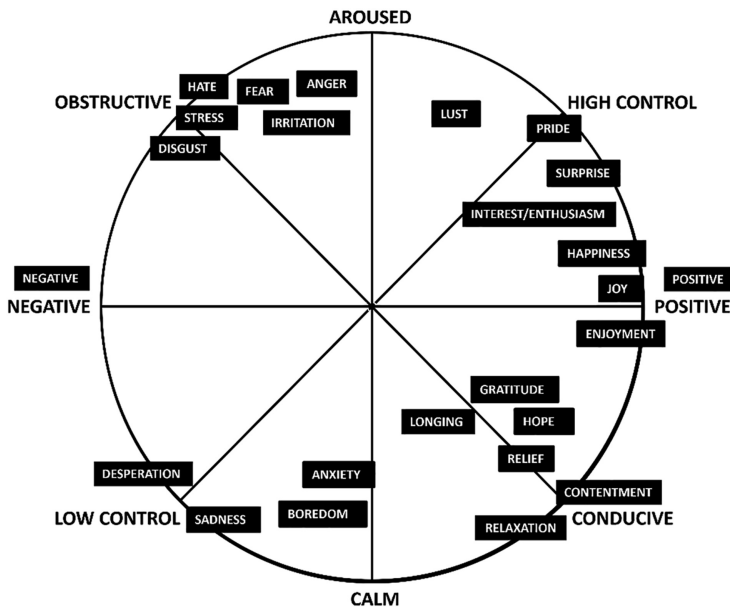 AROUSED
HATE
FEAR
ANGER
OBSTRUCTIVE
HIGH CONTROL
STRESS
IRRITATION
LUST
PRIDE
DISGUST
SURPRISE
INTEREST/ENTHUSIASM
HAPPINESS
NEGATIVE
JOY
POSITIVE
NEGATIVE
POSITIVE
ENJOYMENT
GRATITUDE
LONGING
HOPE
RELIEF
DESPERATION
ANXIETY
CONTENTMENT
LOW CONTROL
SADNESS
BOREDOM
RELAXATION
CONDUCIVE
CALM